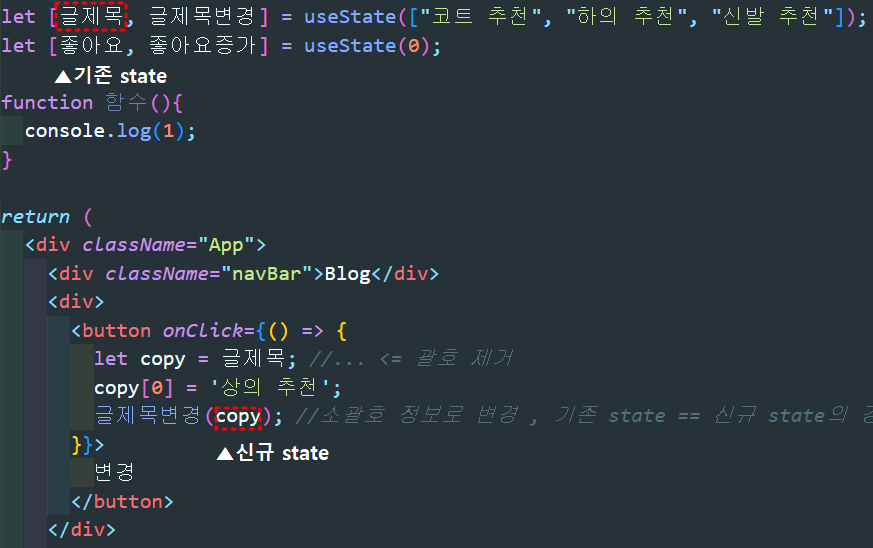 let [글제목, 글제목변경] = useState(["코트 추천", "하의 추천", "신발 추천"]);
let [좋아요, 좋아요증가] = useState(0);
▲기존 state
function 함수(){
console.log(1);
}
return (
<div className="App">
<div className="navBar">Blog</div>
<div>
<button onClick={() => {
let copy = 글제목; //... <= 괄호 제거
copy[0] = '상의 추천';
글제목변경(copy); //소괄호 정보로 변경 , 기존 state == 신규 state의
}}>
▲신규 state
변경
</button>
</div>